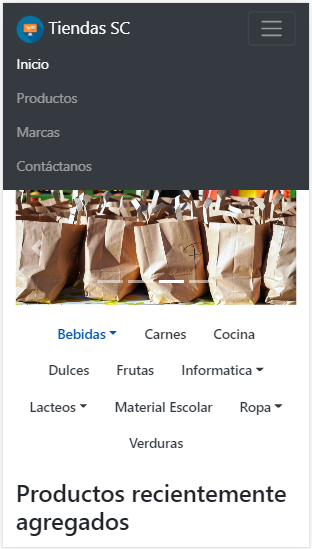 Tiendas SC
Inicio
Productos
Marcas
Contáctanos
Bebidas Carnes Cocina
Dulces Frutas Informatica
Lacteos Material Escolar Ropa
Verduras
Productos recientemente
agregados